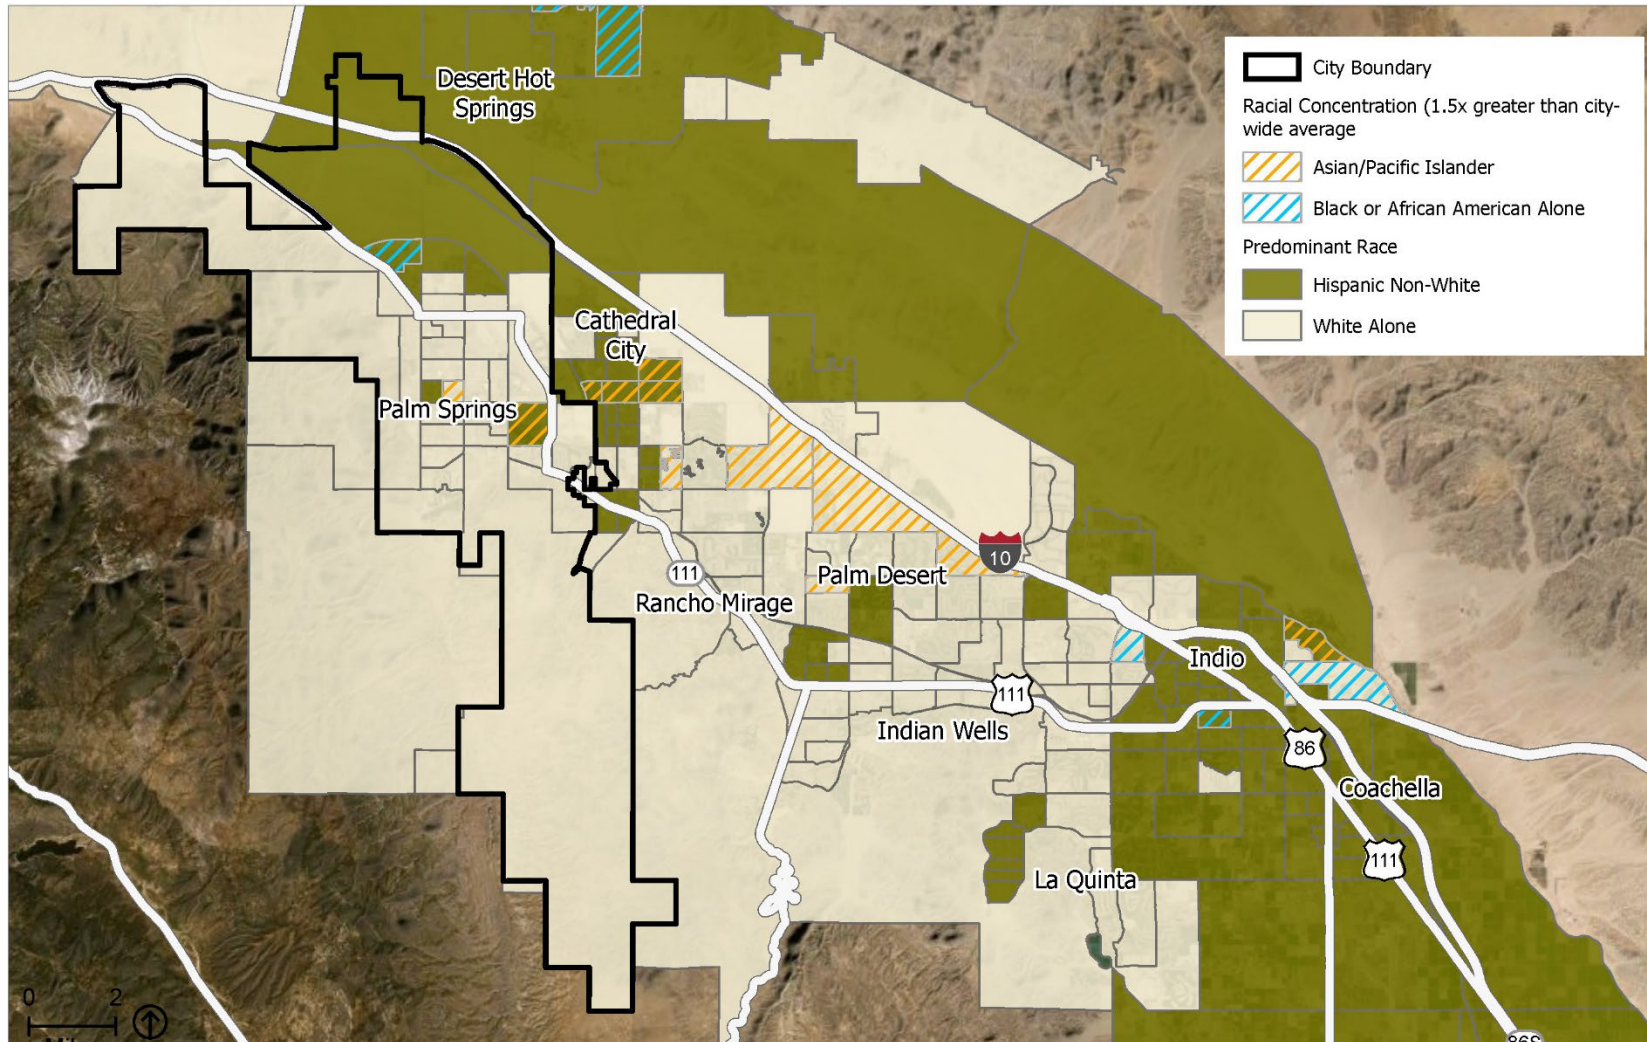 Desert Hot
Springs
City Boundary
Racial Concentration (1.5x greater than city-
wide average
Asian/Pacific Islander
Black or African American Alone
Predominant Race
Hispanic Non-White
White Alone
Cathedral
City
Palm Springs
10
111
Palm Desert
Rancho Mirage
Indio
111
Indian Wells
86
Coachella
111
La Quinta
0 2